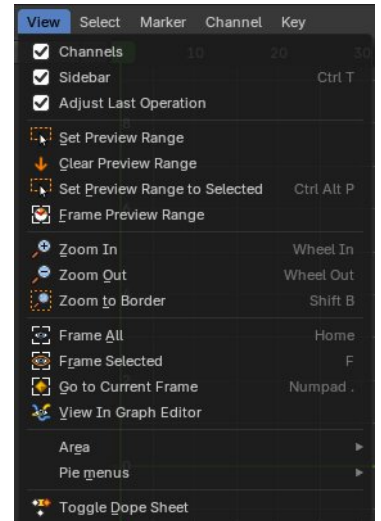 View Select Marker Channel Key
Channels 10 20 30
Sidebar Ctrl T
Adjust Last Operation
Set Preview Range
Clear Preview Range
Set Preview Range to Selected Ctrl Alt P
Frame Preview Range
Zoom In Wheel In
Zoom Out Wheel Out
Zoom to Border Shift B
Frame All Home
Frame Selected F
Go to Current Frame Numpad .
View In Graph Editor
Area
Pie menus
Toggle Dope Sheet